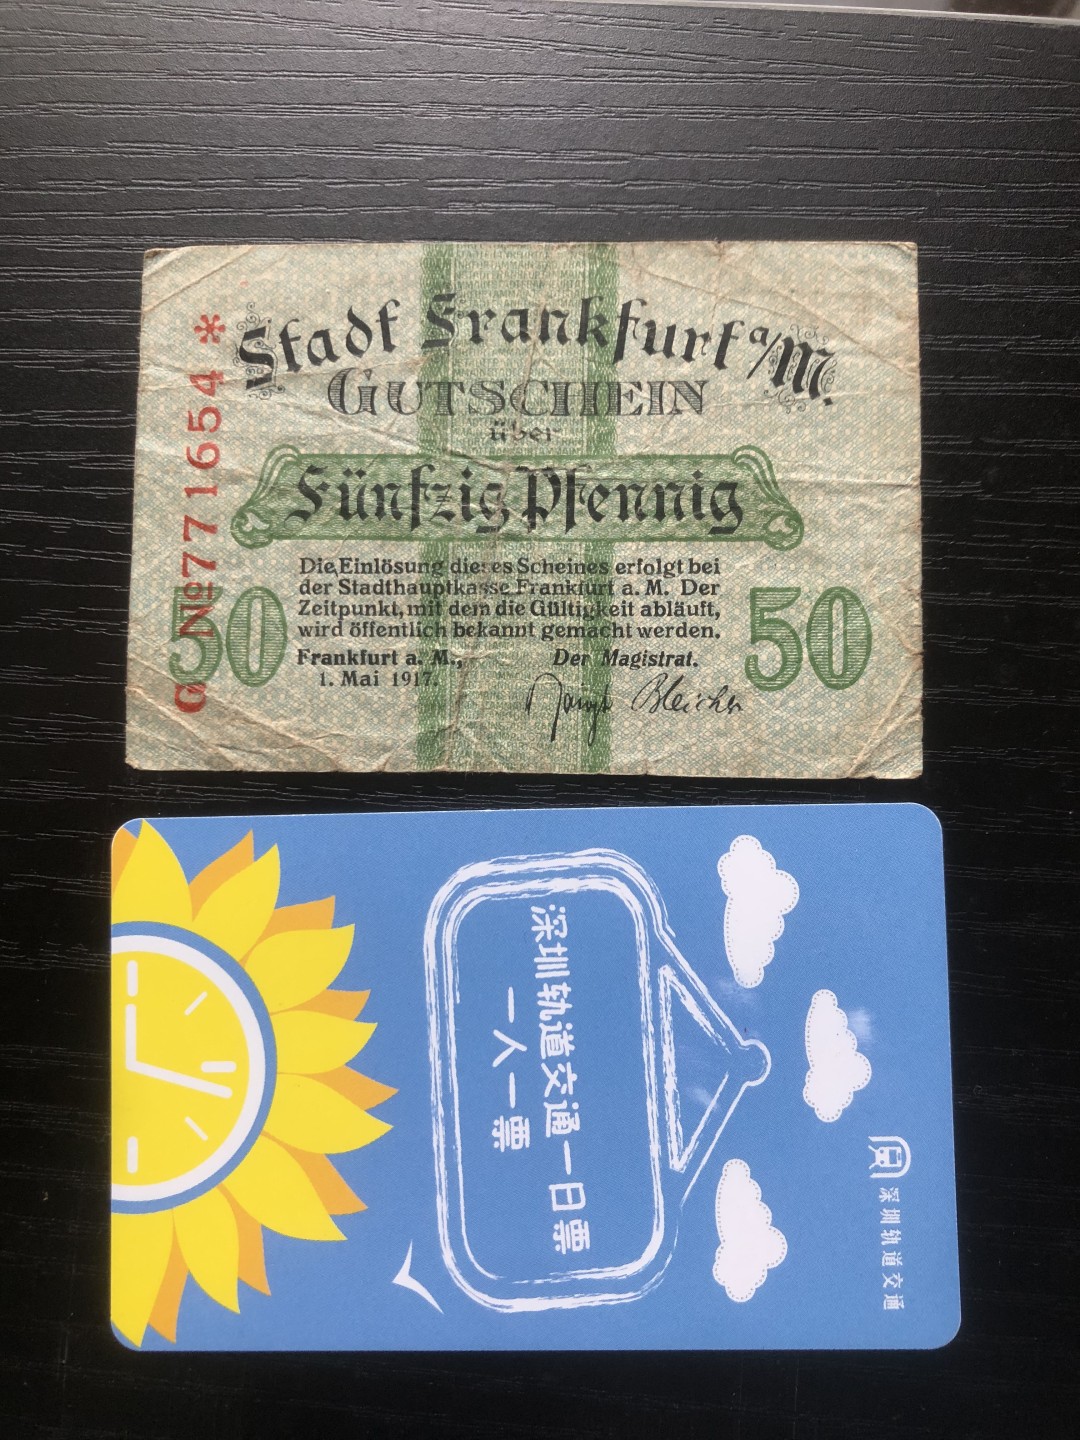 Stadt Frankfurt a/M.
GUTSCHEIN
über
Fünfzig Pfennig
Die Einlösung dieses Scheines erfolgt bei
der Stadthauptkasse Frankfurt a. M. Der
Zeitpunkt, mit dem die Gültigkeit abläuft,
wird öffentlich bekannt gemacht werden.
Frankfurt a. M., Der Magistrat.
1. Mai 1917.
50 50
G №771654 *
深圳轨道交通一日票
一人一票
深圳轨道交通